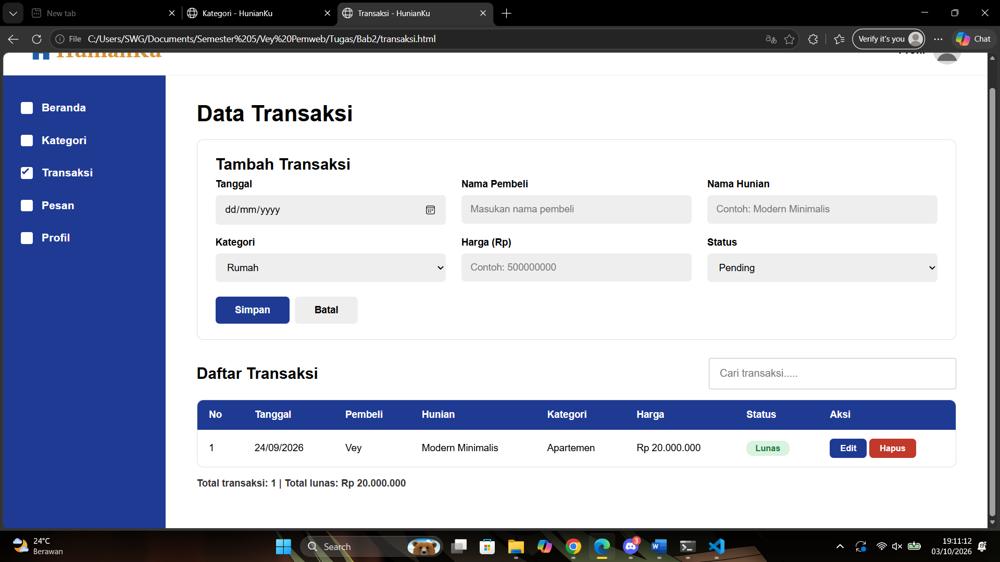 New tab
Kategori - HunianKu
Transaksi - HunianKu
File C:/Users/SWG/Documents/Semester%205/Vey%20Pemweb/Tugas/Bab2/transaksi.html
Verify it's you
Chat
HunianKu
Profil
Beranda
Kategori
Transaksi
Pesan
Profil
Data Transaksi
Tambah Transaksi
Tanggal Nama Pembeli Nama Hunian
dd/mm/yyyy Masukan nama pembeli Contoh: Modern Minimalis
Kategori Harga (Rp) Status
Rumah Contoh: 500000000 Pending
Simpan Batal
Daftar Transaksi Cari transaksi.....
No Tanggal Pembeli Hunian Kategori Harga Status Aksi
1 24/09/2026 Vey Modern Minimalis Apartemen Rp 20.000.000 Lunas Edit Hapus
Total transaksi: 1 | Total lunas: Rp 20.000.000
24°C
Berawan
Search
3
19:11:12
03/10/2026